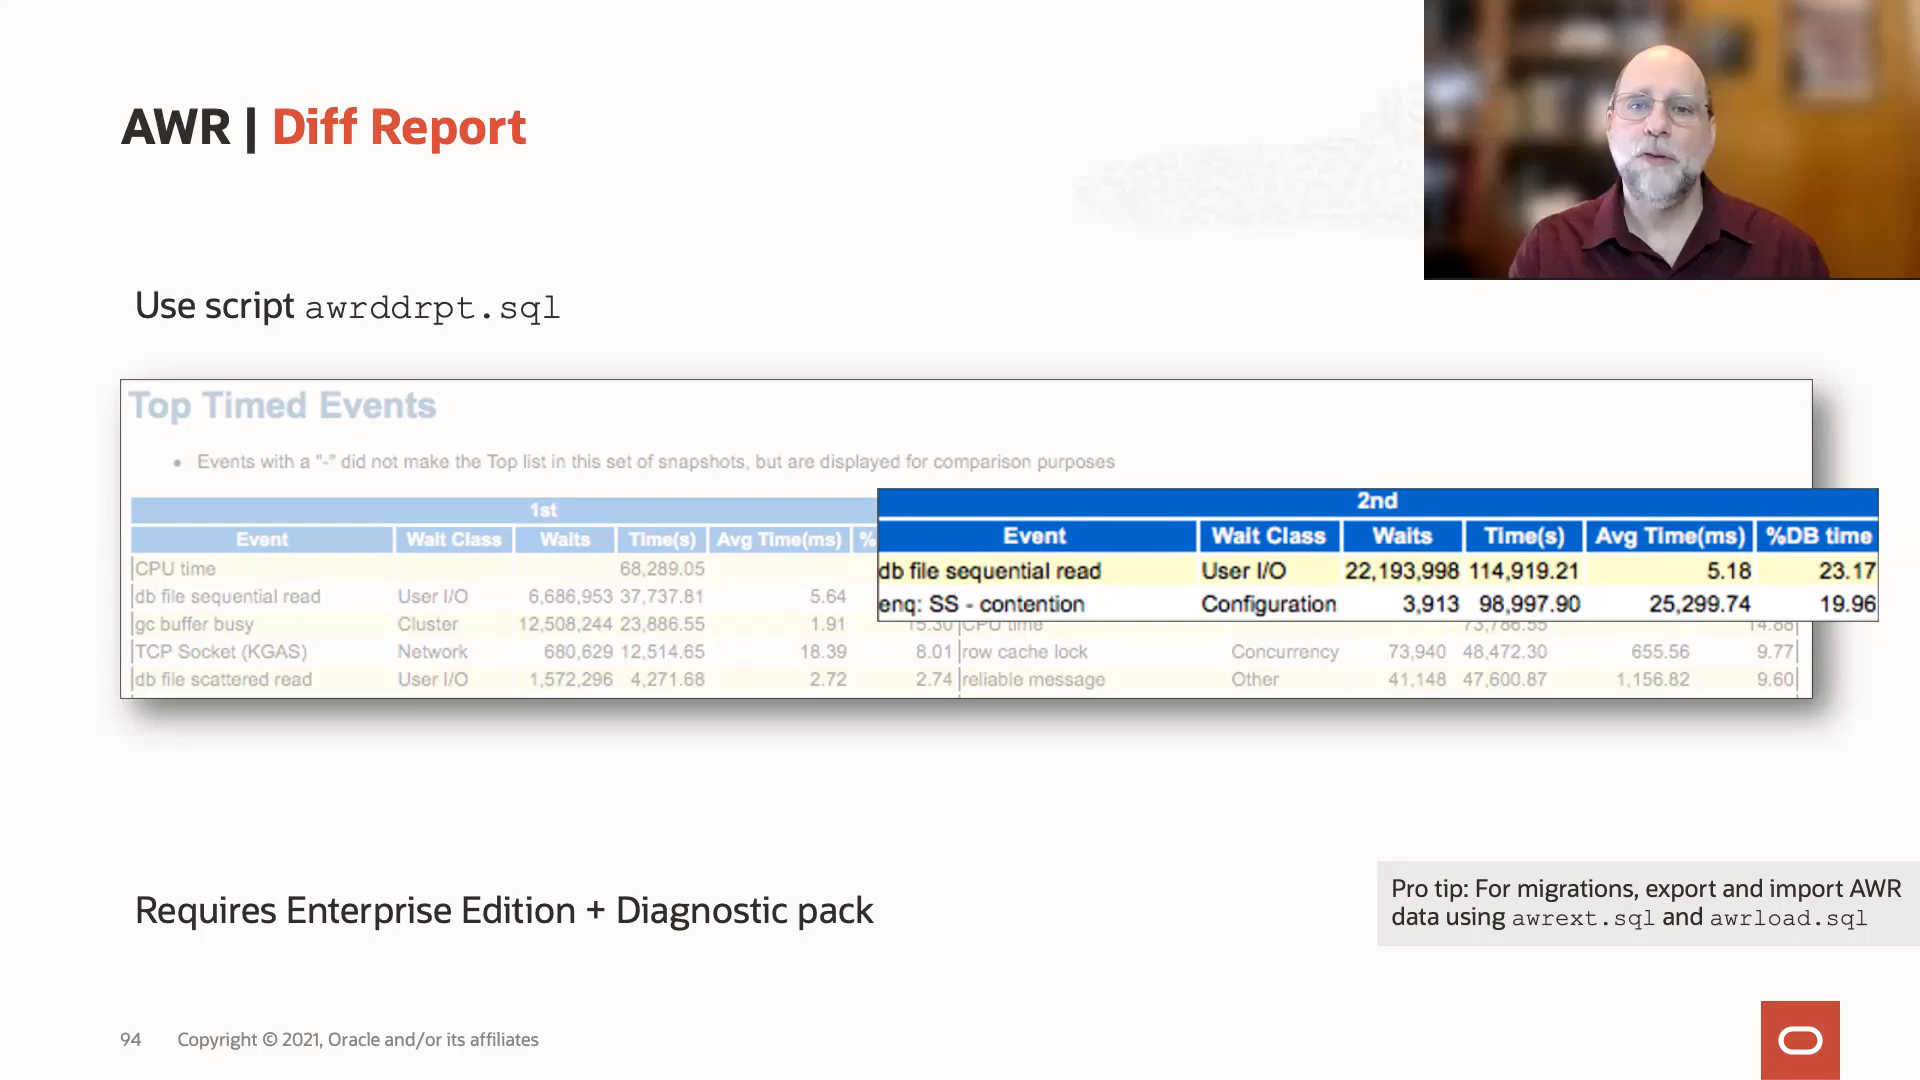 AWR | Diff Report
Use script awrddrpt.sql
Top Timed Events
• Events with a "-" did not make the Top list in this set of snapshots, but are displayed for comparison purposes
1st
Event Wait Class Waits Time(s) Avg Time(ms) %
CPU time 68,289.05
db file sequential read User I/O 6,686,953 37,737.81 5.64
gc buffer busy Cluster 12,508,244 23,886.55 1.91 15.30
TCP Socket (KGAS) Network 680,629 12,514.65 18.39 8.01
db file scattered read User I/O 1,572,296 4,271.68 2.72 2.74
2nd
Event Wait Class Waits Time(s) Avg Time(ms) %DB time
db file sequential read User I/O 22,193,998 114,919.21 5.18 23.17
enq: SS - contention Configuration 3,913 98,997.90 25,299.74 19.96
CPU time 73,786.55 14.88
row cache lock Concurrency 73,940 48,472.30 655.56 9.77
reliable message Other 41,148 47,600.87 1,156.82 9.60
Requires Enterprise Edition + Diagnostic pack
Pro tip: For migrations, export and import AWR
data using awrext.sql and awrload.sql
94 Copyright © 2021, Oracle and/or its affiliates